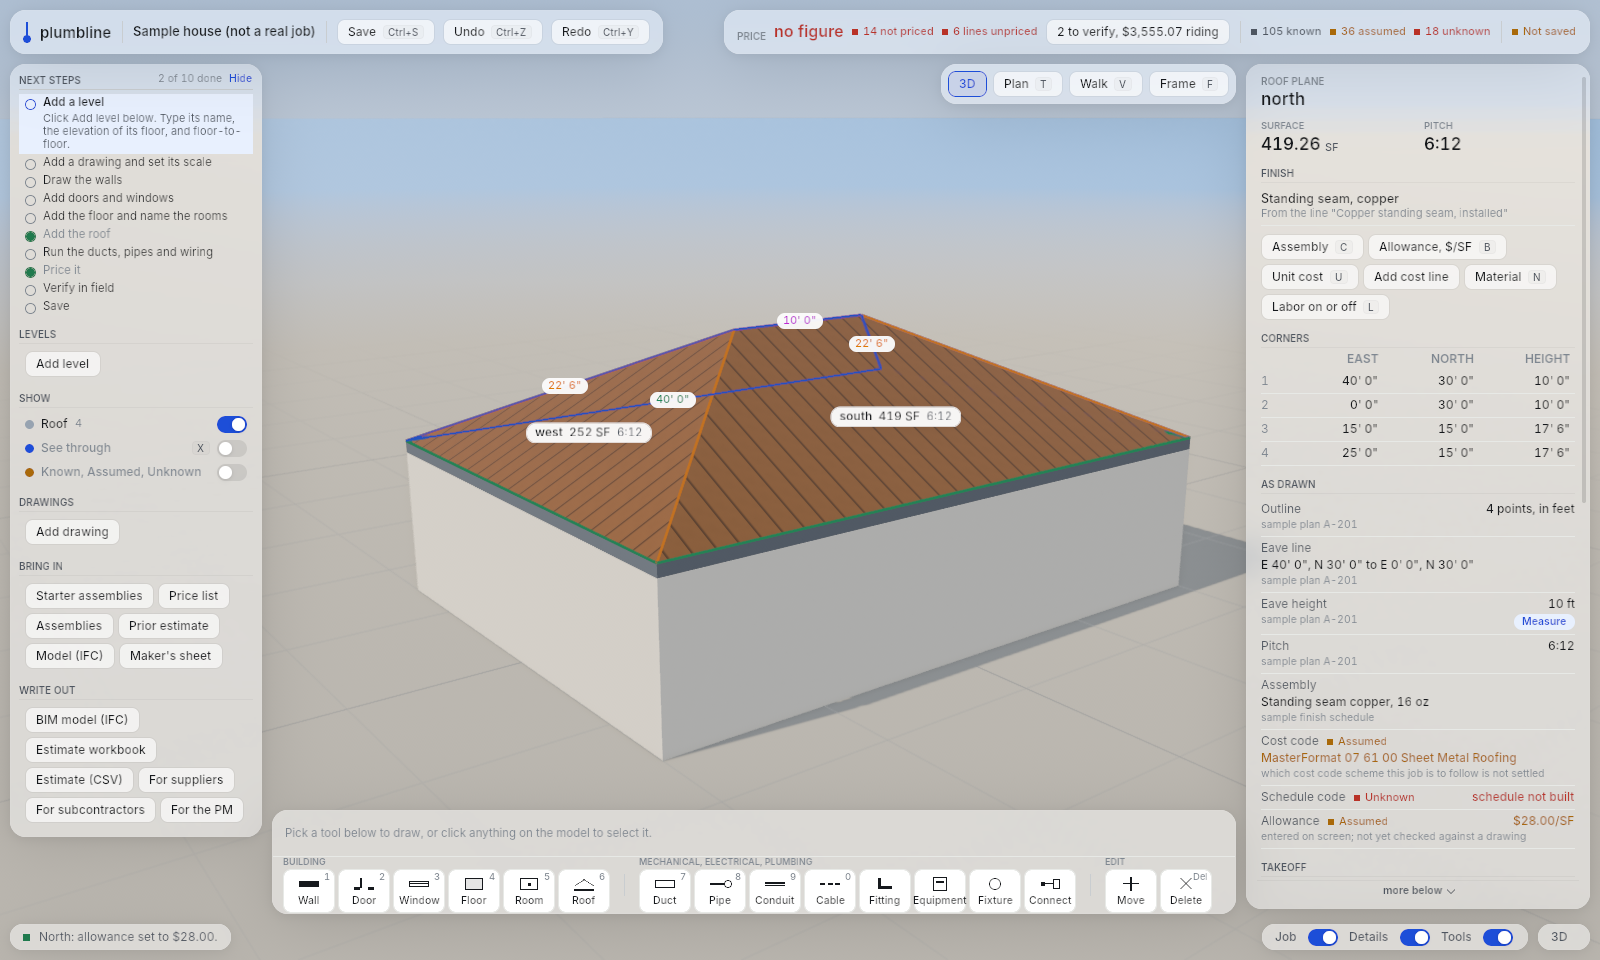 plumbline
Sample house (not a real job)
Save Ctrl+S
Undo Ctrl+Z
Redo Ctrl+Y
PRICE no figure 14 not priced 6 lines unpriced 2 to verify, $3,555.07 riding 105 known 36 assumed 18 unknown Not saved
NEXT STEPS 2 of 10 done Hide
Add a level
Click Add level below. Type its name,
the elevation of its floor, and floor-to-
floor.
Add a drawing and set its scale
Draw the walls
Add doors and windows
Add the floor and name the rooms
Add the roof
Run the ducts, pipes and wiring
Price it
Verify in field
Save
LEVELS
Add level
SHOW
Roof 4
See through X
Known, Assumed, Unknown
DRAWINGS
Add drawing
BRING IN
Starter assemblies Price list
Assemblies Prior estimate
Model (IFC) Maker's sheet
WRITE OUT
BIM model (IFC)
Estimate workbook
Estimate (CSV) For suppliers
For subcontractors For the PM
North: allowance set to $28.00.
3D Plan T Walk V Frame F
10' 0"
22' 6"
22' 6"
40' 0"
south 419 SF 6:12
west 252 SF 6:12
Pick a tool below to draw, or click anything on the model to select it.
BUILDING
Wall 1
Door 2
Window 3
Floor 4
Room 5
Roof 6
MECHANICAL, ELECTRICAL, PLUMBING
Duct 7
Pipe 8
Conduit 9
Cable 0
Fitting
Equipment
Fixture
Connect
EDIT
Move
Delete Del
ROOF PLANE
north
SURFACE PITCH
419.26 SF 6:12
FINISH
Standing seam, copper
From the line "Copper standing seam, installed"
Assembly C Allowance, $/SF B
Unit cost U Add cost line Material N
Labor on or off L
CORNERS
EAST NORTH HEIGHT
1 40' 0" 30' 0" 10' 0"
2 0' 0" 30' 0" 10' 0"
3 15' 0" 15' 0" 17' 6"
4 25' 0" 15' 0" 17' 6"
AS DRAWN
Outline 4 points, in feet
sample plan A-201
Eave line
E 40' 0", N 30' 0" to E 0' 0", N 30' 0"
sample plan A-201
Eave height 10 ft
sample plan A-201 Measure
Pitch 6:12
sample plan A-201
Assembly
Standing seam copper, 16 oz
sample finish schedule
Cost code Assumed
MasterFormat 07 61 00 Sheet Metal Roofing
which cost code scheme this job is to follow is not settled
Schedule code Unknown schedule not built
Allowance Assumed $28.00/SF
entered on screen; not yet checked against a drawing
TAKEOFF
more below
Job Details Tools 3D